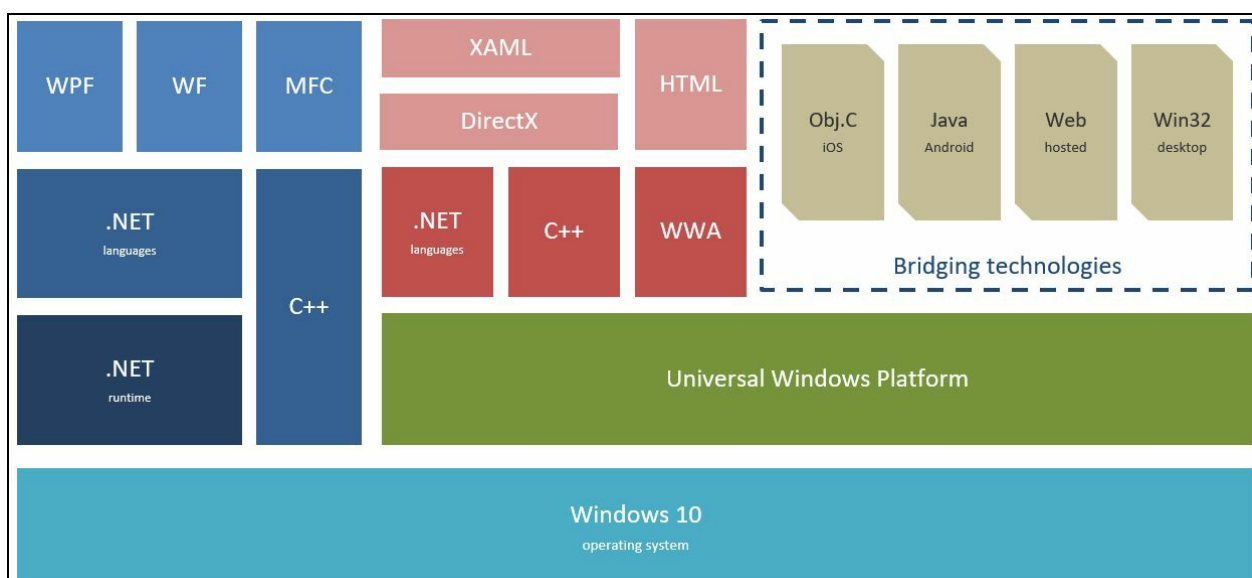 WPF
WF
MFC
XAML
DirectX
HTML
Obj.C
iOS
Java
Android
Web
hosted
Win32
desktop
Bridging technologies
.NET
languages
C++
.NET
languages
C++
WWA
.NET
runtime
Universal Windows Platform
Windows 10
operating system